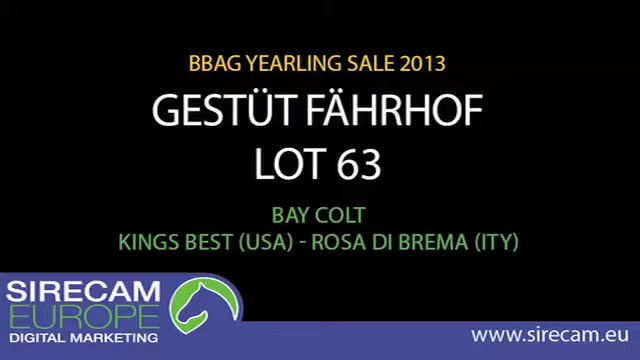 BBAG YEARLING SALE 2013
GESTÜT FÄHRHOF
LOT 63
BAY COLT
KINGS BEST (USA) - ROSA DI BREMA (ITY)
SIRECAM
EUROPE
DIGITAL MARKETING
www.sirecam.eu